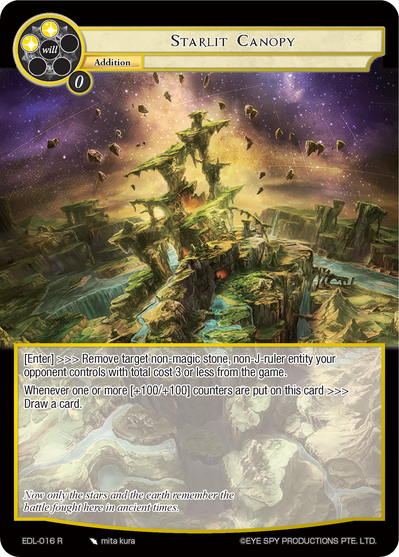 Starlit Canopy
will
Addition
0
[Enter] >>> Remove target non-magic stone, non-J-ruler entity your
opponent controls with total cost 3 or less from the game.
Whenever one or more [+100/+100] counters are put on this card >>>
Draw a card.
Now only the stars and the earth remember the
battle fought here in ancient times.
EDL-016 R mita kura ©EYE SPY PRODUCTIONS PTE. LTD.